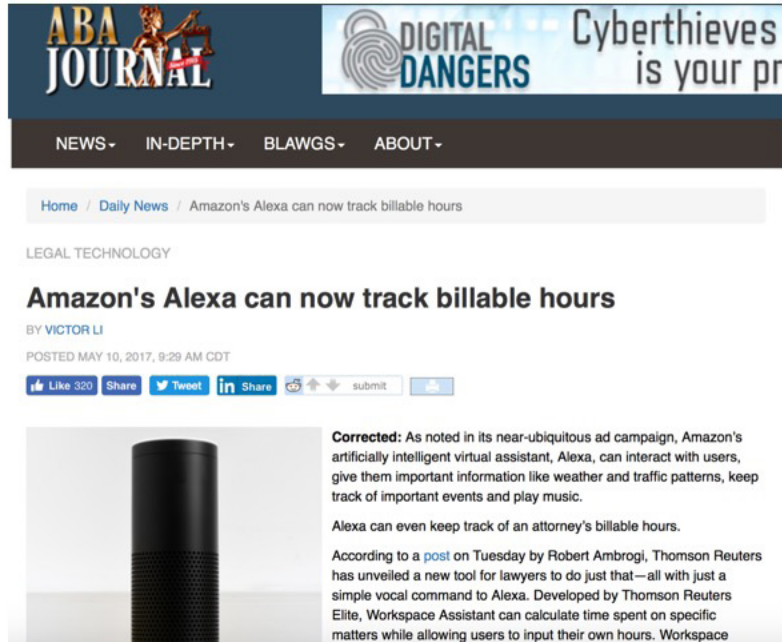 ABA
JOURNAL
Since 1915
DIGITAL
DANGERS
Cyberthieves
is your pr
NEWS
IN-DEPTH
BLAWGS
ABOUT
Home / Daily News / Amazon's Alexa can now track billable hours
LEGAL TECHNOLOGY
Amazon's Alexa can now track billable hours
BY VICTOR LI
POSTED MAY 10, 2017, 9:29 AM CDT
Like 320 Share Tweet in Share submit
Corrected: As noted in its near-ubiquitous ad campaign, Amazon's
artificially intelligent virtual assistant, Alexa, can interact with users,
give them important information like weather and traffic patterns, keep
track of important events and play music.
Alexa can even keep track of an attorney's billable hours.
According to a post on Tuesday by Robert Ambrogi, Thomson Reuters
has unveiled a new tool for lawyers to do just that—all with just a
simple vocal command to Alexa. Developed by Thomson Reuters
Elite, Workspace Assistant can calculate time spent on specific
matters while allowing users to input their own hours. Workspace